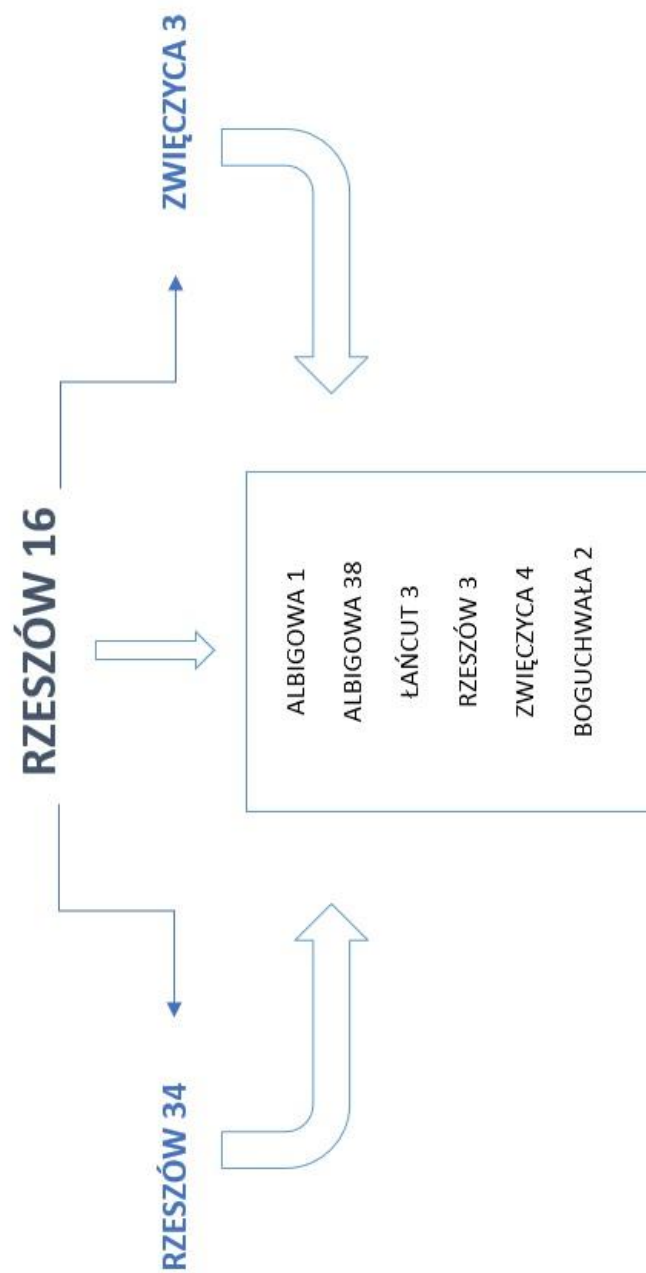 RZESZÓW 16
RZESZÓW 34
ZWIĘCZYCA 3
ALBIGOWA 1
ALBIGOWA 38
ŁAŃCUT 3
RZESZÓW 3
ZWIĘCZYCA 4
BOGUCHWAŁA 2